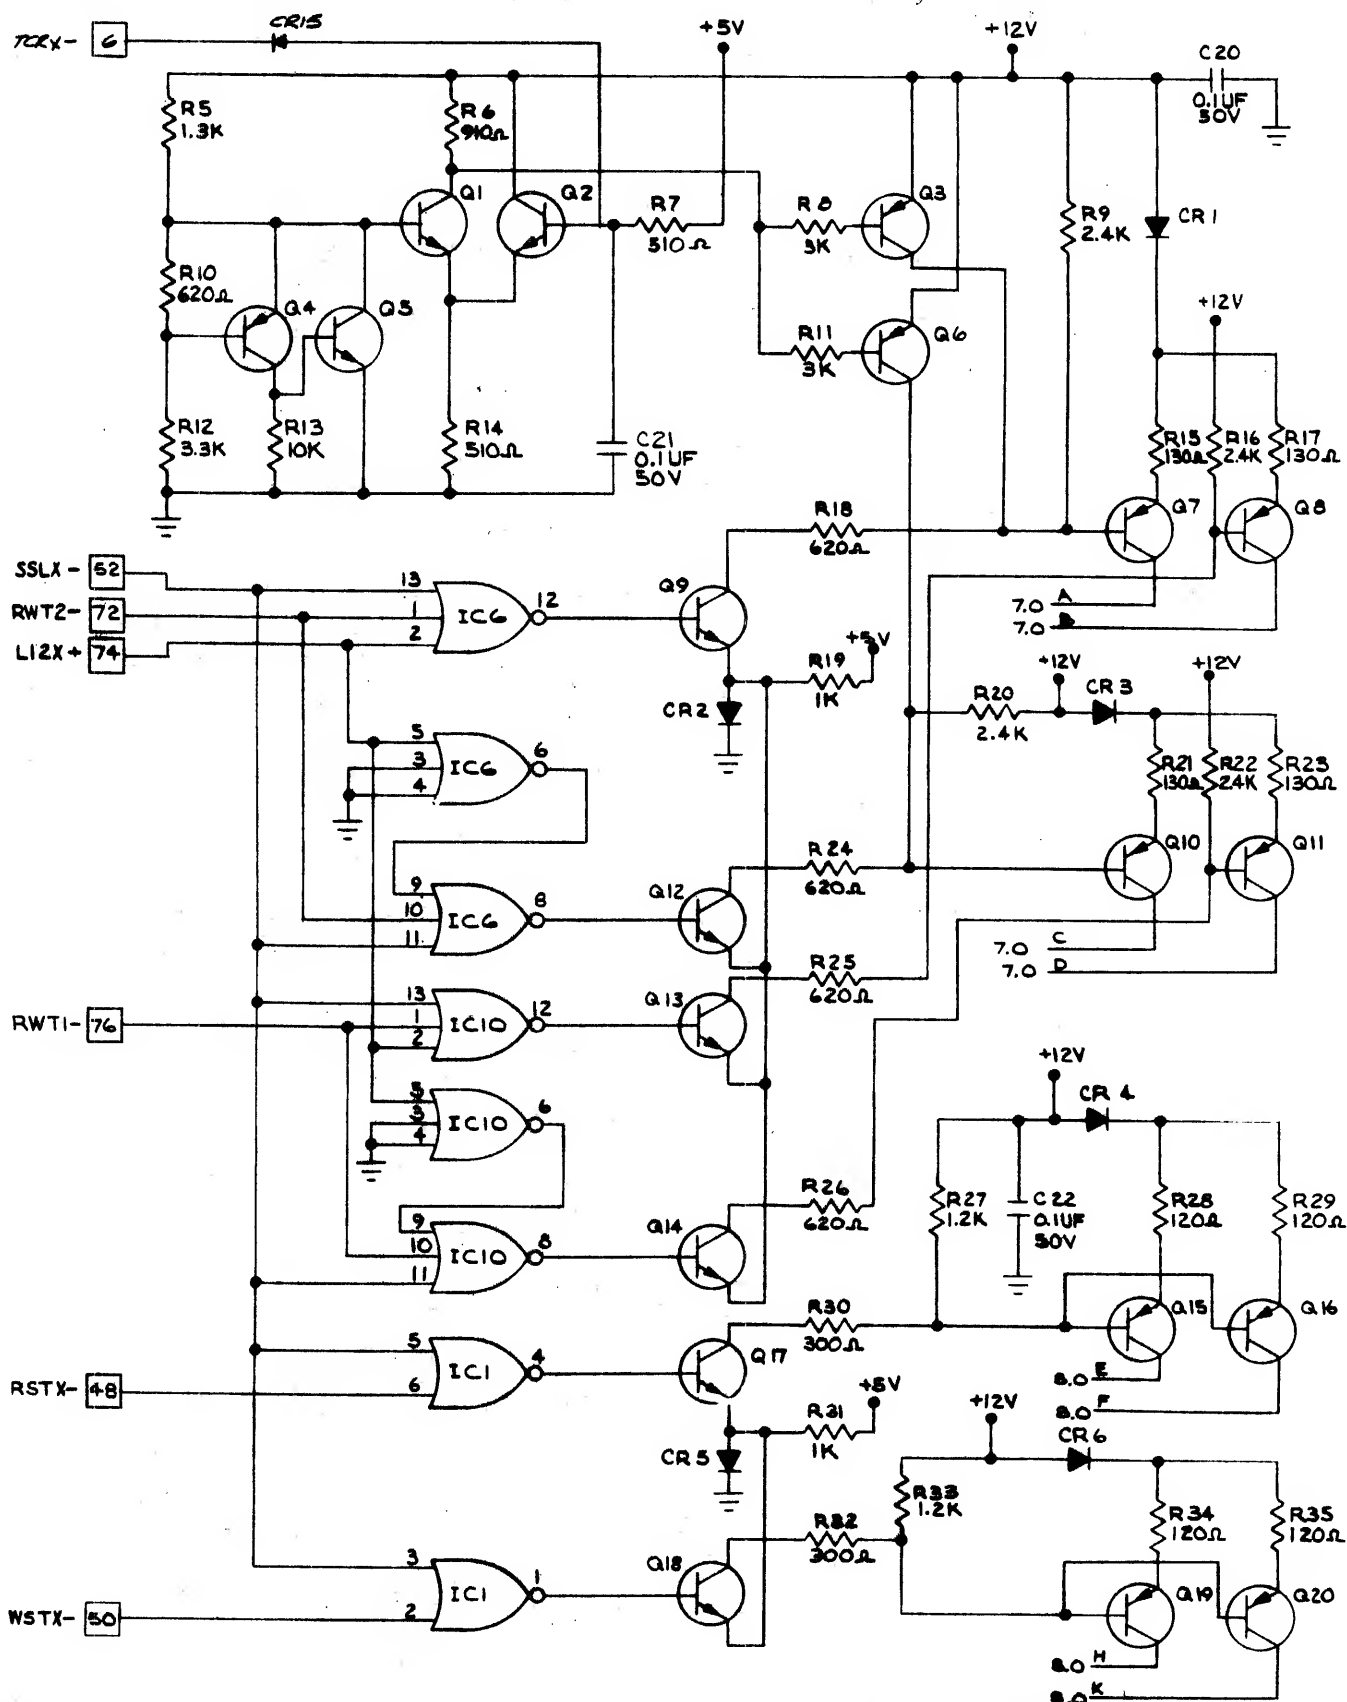 TCRX- 6
CR15
+5V
+12V
C20
0.1UF
50V
R5
1.3K
R6
910Ω
Q1
Q2
R7
510Ω
R8
3K
Q3
R9
2.4K
CR1
R10
620Ω
Q4
Q5
R11
3K
Q6
+12V
R12
3.3K
R13
10K
R14
510Ω
C21
0.1UF
50V
R15
130Ω
R16
2.4K
R17
130Ω
R18
620Ω
Q7
Q8
SSLX- 52
RWT2- 72
L12X+ 74
13
1
2
IC6
12
Q9
7.0 A
7.0 B
+5V
R19
1K
CR2
+12V
R20
2.4K
CR3
+12V
5
3
4
IC6
6
R21
130Ω
R22
2.4K
R23
130Ω
R24
620Ω
Q10
Q11
9
10
11
IC6
8
Q12
7.0 C
7.0 D
R25
620Ω
RWT1- 76
13
1
2
IC10
12
Q13
5
3
4
IC10
6
+12V
CR4
R26
620Ω
R27
1.2K
C22
0.1UF
50V
R28
120Ω
R29
120Ω
9
10
11
IC10
8
Q14
R30
300Ω
Q15
Q16
RSTX- 48
5
6
IC1
4
Q17
8.0 E
8.0 F
+5V
R31
1K
CR5
+12V
CR6
R33
1.2K
R32
300Ω
R34
120Ω
R35
120Ω
WSTX- 50
3
2
IC1
1
Q18
Q19
Q20
8.0 H
8.0 K